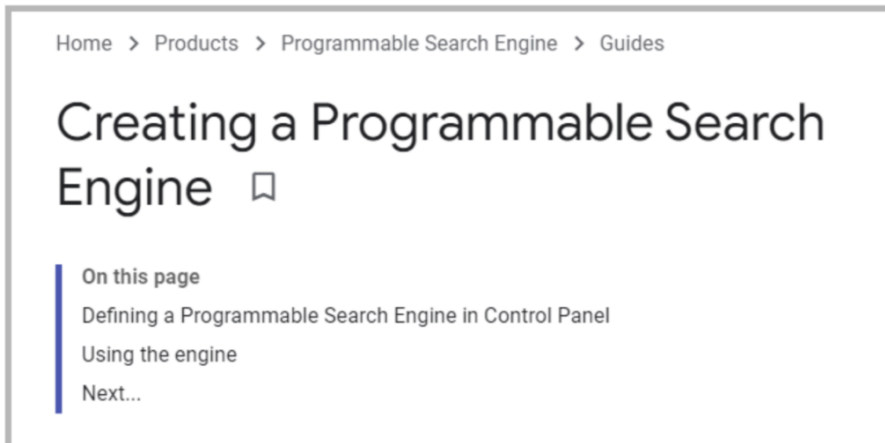 Home > Products > Programmable Search Engine > Guides
Creating a Programmable Search
Engine
On this page
Defining a Programmable Search Engine in Control Panel
Using the engine
Next...